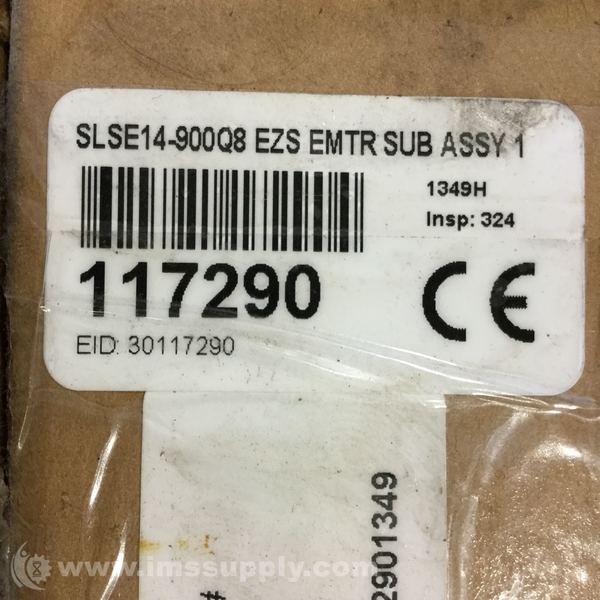 SLSE14-900Q8 EZS EMTR SUB ASSY 1
1349H
Insp: 324
117290
CE
EID: 30117290
2901349
#
www.imssupply.com